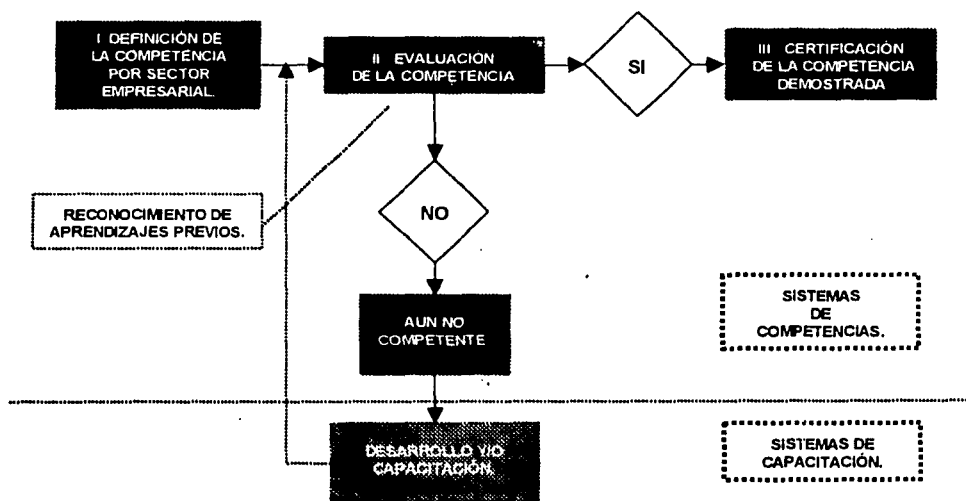 I DEFINICIÓN DE
LA COMPETENCIA
POR SECTOR
EMPRESARIAL.
II EVALUACIÓN
DE LA COMPETENCIA
SI
III CERTIFICACIÓN
DE LA COMPETENCIA
DEMOSTRADA
NO
RECONOCIMIENTO DE
APRENDIZAJES PREVIOS.
AUN NO
COMPETENTE
SISTEMAS
DE
COMPETENCIAS.
DESARROLLO Y/O
CAPACITACIÓN.
SISTEMAS DE
CAPACITACIÓN.